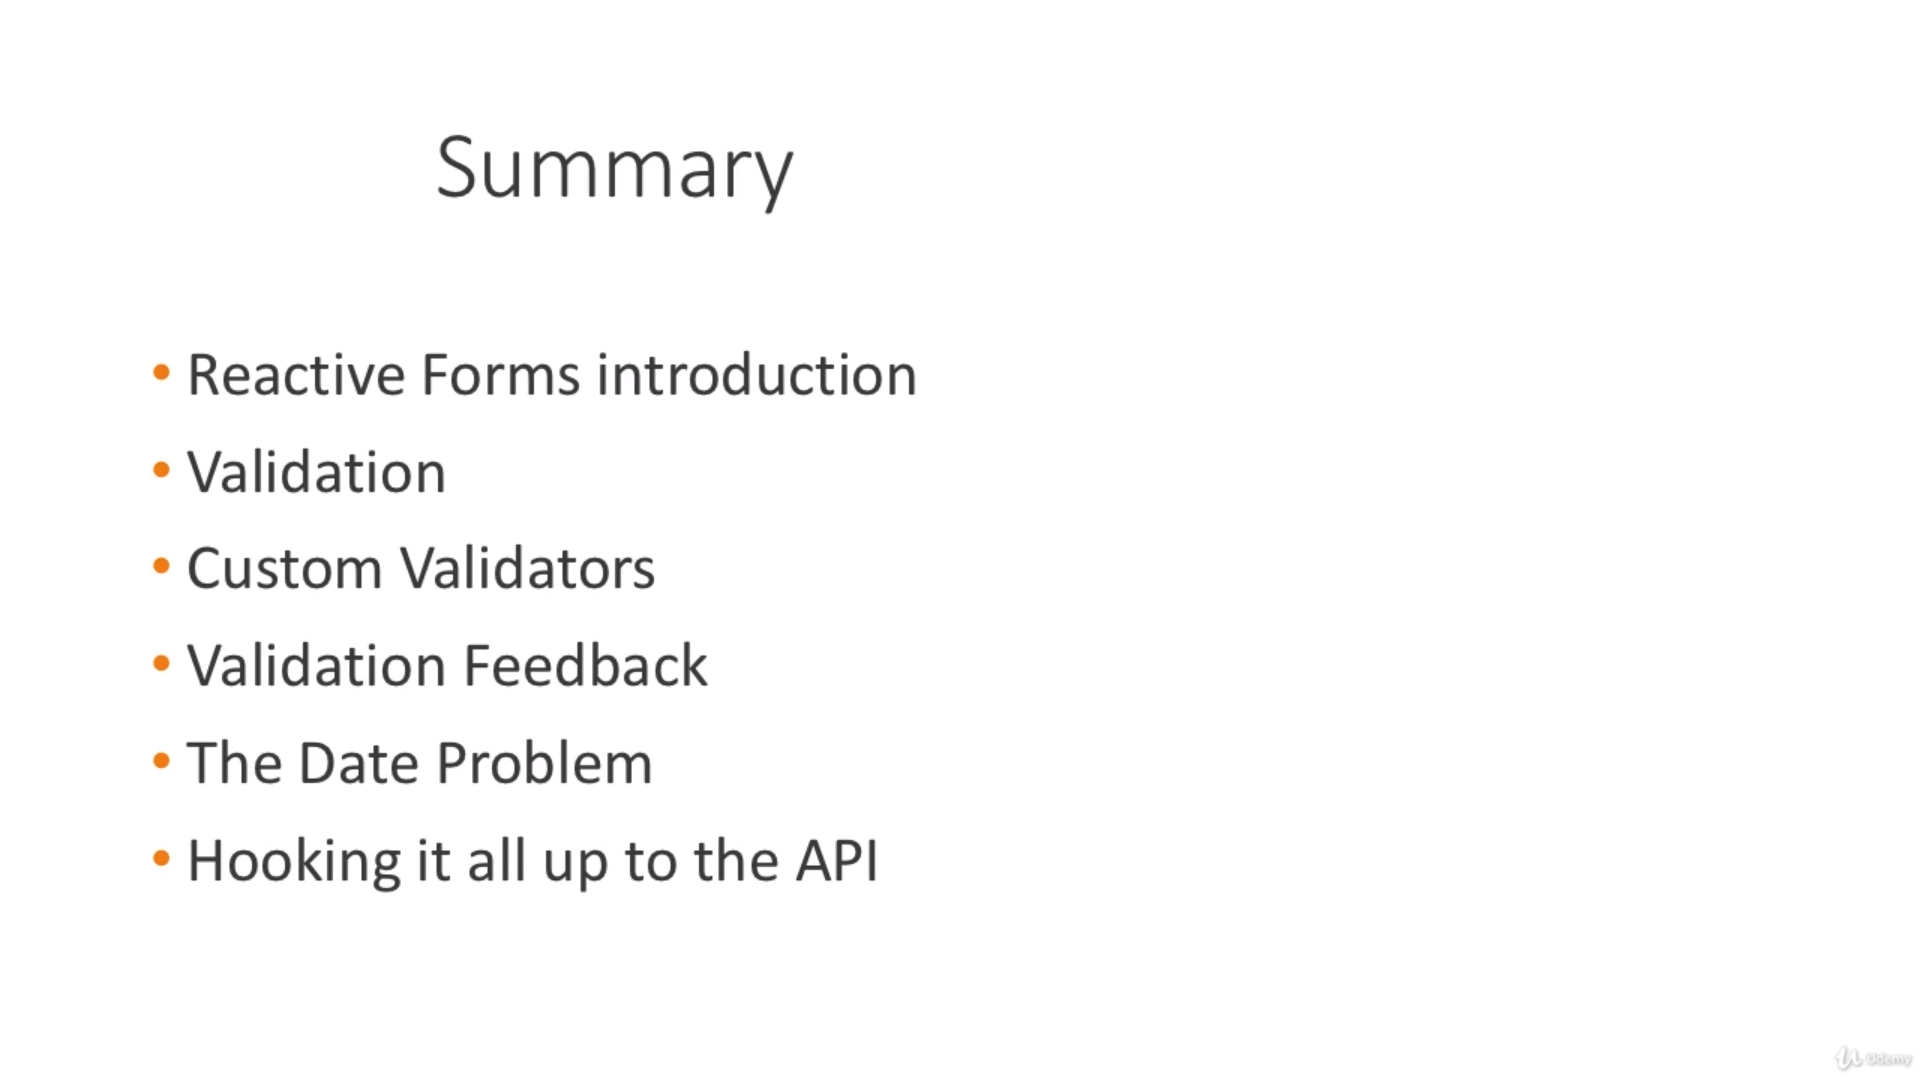 Summary
• Reactive Forms introduction
• Validation
• Custom Validators
• Validation Feedback
• The Date Problem
• Hooking it all up to the API
Udemy